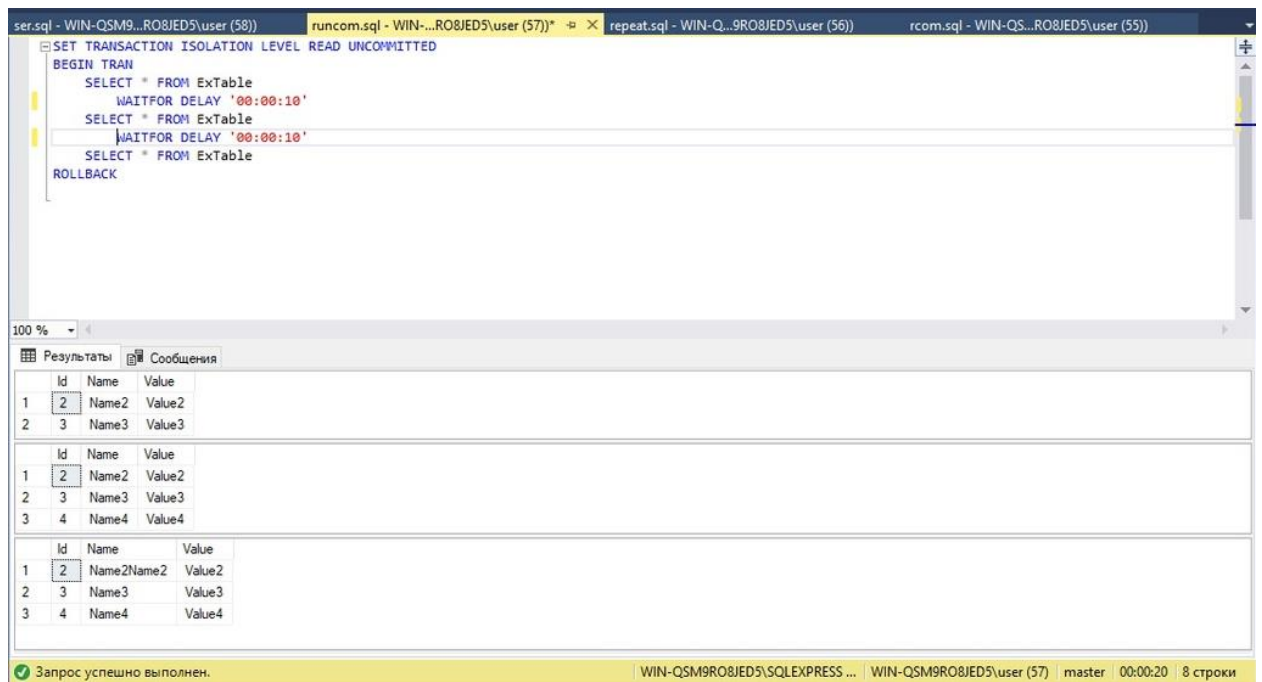 ser.sql - WIN-QSM9...RO8JED5\user (58)) runcom.sql - WIN-...RO8JED5\user (57))* repeat.sql - WIN-Q...9RO8JED5\user (56)) rcom.sql - WIN-QS...RO8JED5\user (55))
SET TRANSACTION ISOLATION LEVEL READ UNCOMMITTED
BEGIN TRAN
SELECT * FROM ExTable
WAITFOR DELAY '00:00:10'
SELECT * FROM ExTable
WAITFOR DELAY '00:00:10'
SELECT * FROM ExTable
ROLLBACK
100 %
Результаты Сообщения
Id Name Value
1 2 Name2 Value2
2 3 Name3 Value3
Id Name Value
1 2 Name2 Value2
2 3 Name3 Value3
3 4 Name4 Value4
Id Name Value
1 2 Name2Name2 Value2
2 3 Name3 Value3
3 4 Name4 Value4
Запрос успешно выполнен. WIN-QSM9RO8JED5\SQLEXPRESS ... WIN-QSM9RO8JED5\user (57) master 00:00:20 8 строки